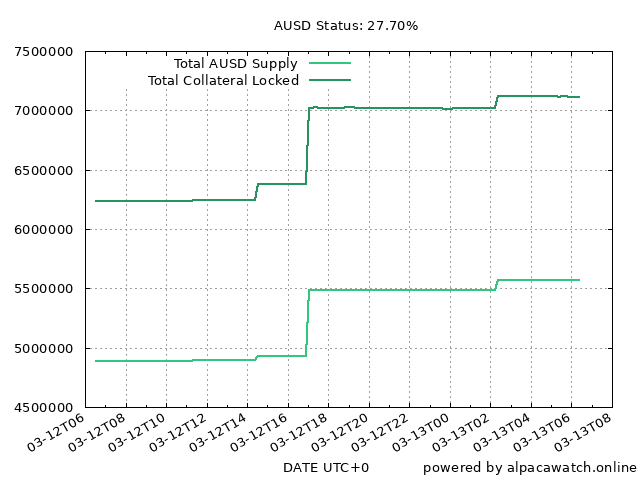 AUSD Status: 27.70%
7500000
Total AUSD Supply
Total Collateral Locked
7000000
6500000
6000000
5500000
5000000
4500000
03-12T06
03-12T08
03-12T10
03-12T12
03-12T14
03-12T16
03-12T18
03-12T20
03-12T22
03-13T00
03-13T02
03-13T04
03-13T06
03-13T08
DATE UTC+0
powered by alpacawatch.online